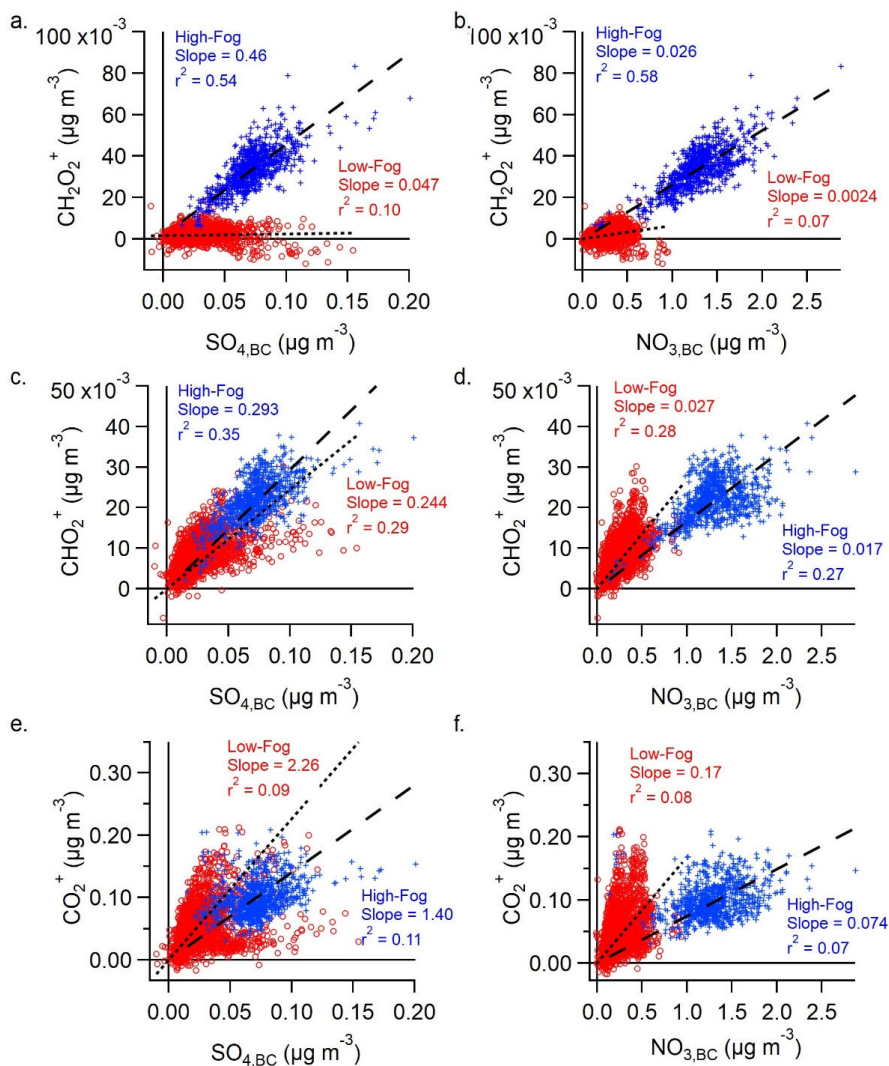 a.
100 x10⁻³
80
60
40
20
0
CH₂O₂⁺ (µg m⁻³)
High-Fog
Slope = 0.46
r² = 0.54
Low-Fog
Slope = 0.047
r² = 0.10
0.00 0.05 0.10 0.15 0.20
SO₄,BC (µg m⁻³)
b.
100 x10⁻³
80
60
40
20
0
CH₂O₂⁺ (µg m⁻³)
High-Fog
Slope = 0.026
r² = 0.58
Low-Fog
Slope = 0.0024
r² = 0.07
0.0 0.5 1.0 1.5 2.0 2.5
NO₃,BC (µg m⁻³)
c.
50 x10⁻³
40
30
20
10
0
CHO₂⁺ (µg m⁻³)
High-Fog
Slope = 0.293
r² = 0.35
Low-Fog
Slope = 0.244
r² = 0.29
0.00 0.05 0.10 0.15 0.20
SO₄,BC (µg m⁻³)
d.
50 x10⁻³
40
30
20
10
0
CHO₂⁺ (µg m⁻³)
Low-Fog
Slope = 0.027
r² = 0.28
High-Fog
Slope = 0.017
r² = 0.27
0.0 0.5 1.0 1.5 2.0 2.5
NO₃,BC (µg m⁻³)
e.
0.30
0.20
0.10
0.00
CO₂⁺ (µg m⁻³)
Low-Fog
Slope = 2.26
r² = 0.09
High-Fog
Slope = 1.40
r² = 0.11
0.00 0.05 0.10 0.15 0.20
SO₄,BC (µg m⁻³)
f.
0.30
0.20
0.10
0.00
CO₂⁺ (µg m⁻³)
Low-Fog
Slope = 0.17
r² = 0.08
High-Fog
Slope = 0.074
r² = 0.07
0.0 0.5 1.0 1.5 2.0 2.5
NO₃,BC (µg m⁻³)